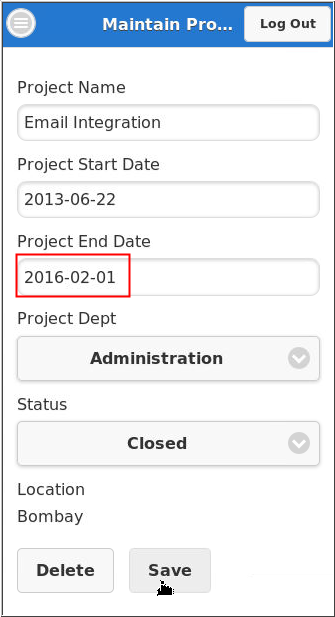 Maintain Pro...
Log Out
Project Name
Email Integration
Project Start Date
2013-06-22
Project End Date
2016-02-01
Project Dept
Administration
Status
Closed
Location
Bombay
Delete
Save